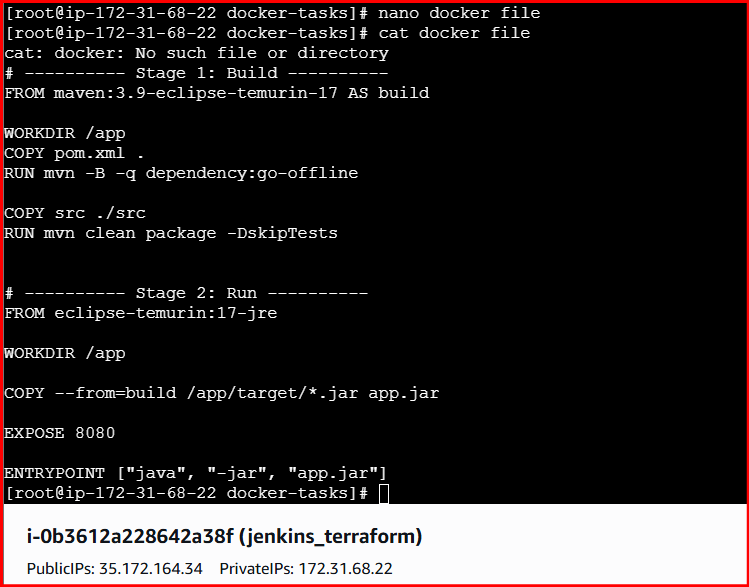 [root@ip-172-31-68-22 docker-tasks]# nano docker file
[root@ip-172-31-68-22 docker-tasks]# cat docker file
cat: docker: No such file or directory
# ---------- Stage 1: Build ----------
FROM maven:3.9-eclipse-temurin-17 AS build
WORKDIR /app
COPY pom.xml .
RUN mvn -B -q dependency:go-offline
COPY src ./src
RUN mvn clean package -DskipTests
# ---------- Stage 2: Run ----------
FROM eclipse-temurin:17-jre
WORKDIR /app
COPY --from=build /app/target/*.jar app.jar
EXPOSE 8080
ENTRYPOINT ["java", "-jar", "app.jar"]
[root@ip-172-31-68-22 docker-tasks]#
i-0b3612a228642a38f (jenkins_terraform)
PublicIPs: 35.172.164.34 PrivateIPs: 172.31.68.22